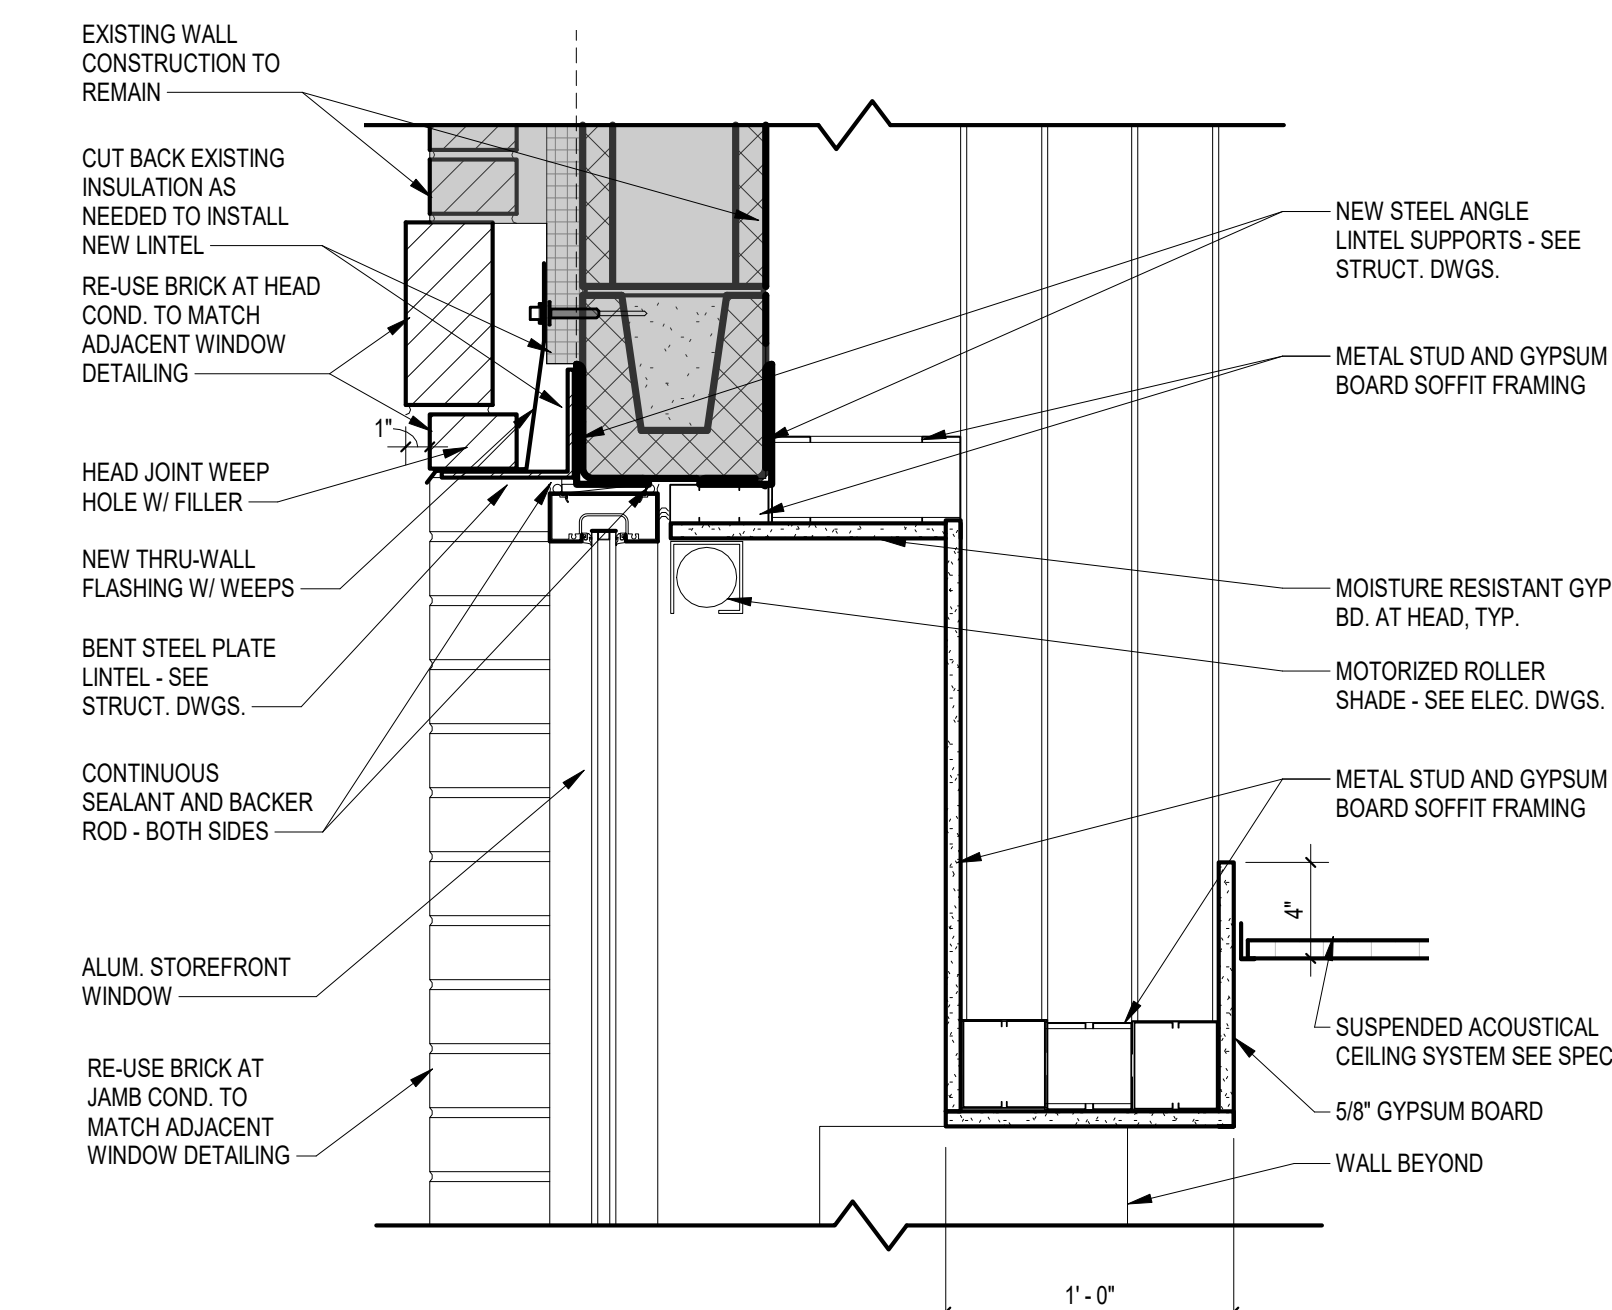 EXISTING WALL
CONSTRUCTION TO
REMAIN
CUT BACK EXISTING
INSULATION AS
NEEDED TO INSTALL
NEW LINTEL
RE-USE BRICK AT HEAD
COND. TO MATCH
ADJACENT WINDOW
DETAILING
1"
HEAD JOINT WEEP
HOLE W/ FILLER
NEW THRU-WALL
FLASHING W/ WEEPS
BENT STEEL PLATE
LINTEL - SEE
STRUCT. DWGS.
CONTINUOUS
SEALANT AND BACKER
ROD - BOTH SIDES
ALUM. STOREFRONT
WINDOW
RE-USE BRICK AT
JAMB COND. TO
MATCH ADJACENT
WINDOW DETAILING
NEW STEEL ANGLE
LINTEL SUPPORTS - SEE
STRUCT. DWGS.
METAL STUD AND GYPSUM
BOARD SOFFIT FRAMING
MOISTURE RESISTANT GYP
BD. AT HEAD, TYP.
MOTORIZED ROLLER
SHADE - SEE ELEC. DWGS.
METAL STUD AND GYPSUM
BOARD SOFFIT FRAMING
4"
SUSPENDED ACOUSTICAL
CEILING SYSTEM SEE SPEC
5/8" GYPSUM BOARD
WALL BEYOND
1' - 0"